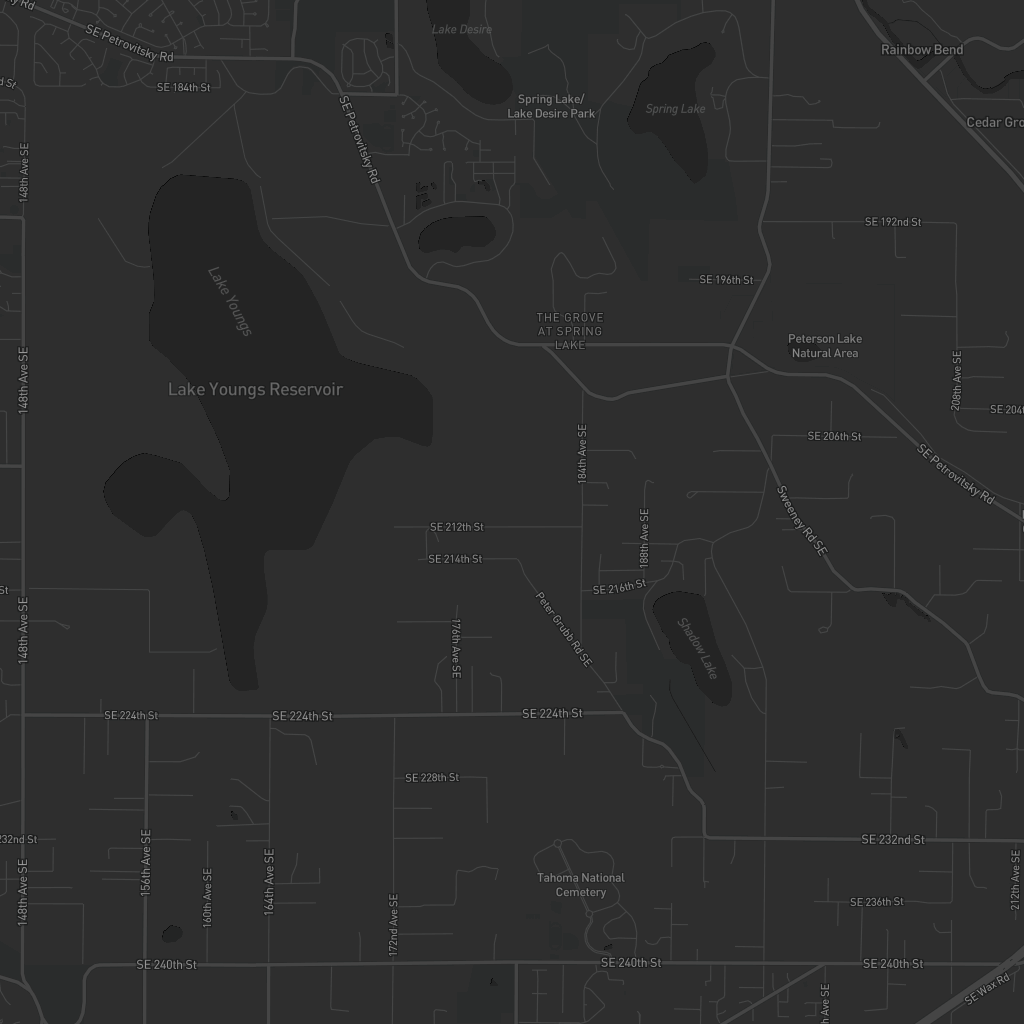 SE Petrovitsky Rd
Lake Desire
Rainbow Bend
SE 184th St
Spring Lake/
Lake Desire Park
Spring Lake
Cedar Gro
SE Petrovitsky Rd
148th Ave SE
SE 192nd St
SE 196th St
Lake Youngs
THE GROVE
AT SPRING
LAKE
Peterson Lake
Natural Area
148th Ave SE
208th Ave SE
Lake Youngs Reservoir
SE 204th
SE 206th St
184th Ave SE
SE Petrovitsky Rd
SE 212th St
188th Ave SE
Sweeney Rd SE
SE 214th St
SE 216th St
St
148th Ave SE
Peter Grubb Rd SE
176th Ave SE
Shadow Lake
SE 224th St
SE 224th St
SE 224th St
SE 228th St
232nd St
SE 232nd St
148th Ave SE
156th Ave SE
160th Ave SE
164th Ave SE
172nd Ave SE
Tahoma National
Cemetery
212th Ave SE
SE 236th St
SE 240th St
SE 240th St
SE 240th St
SE Wax Rd
th Ave SE